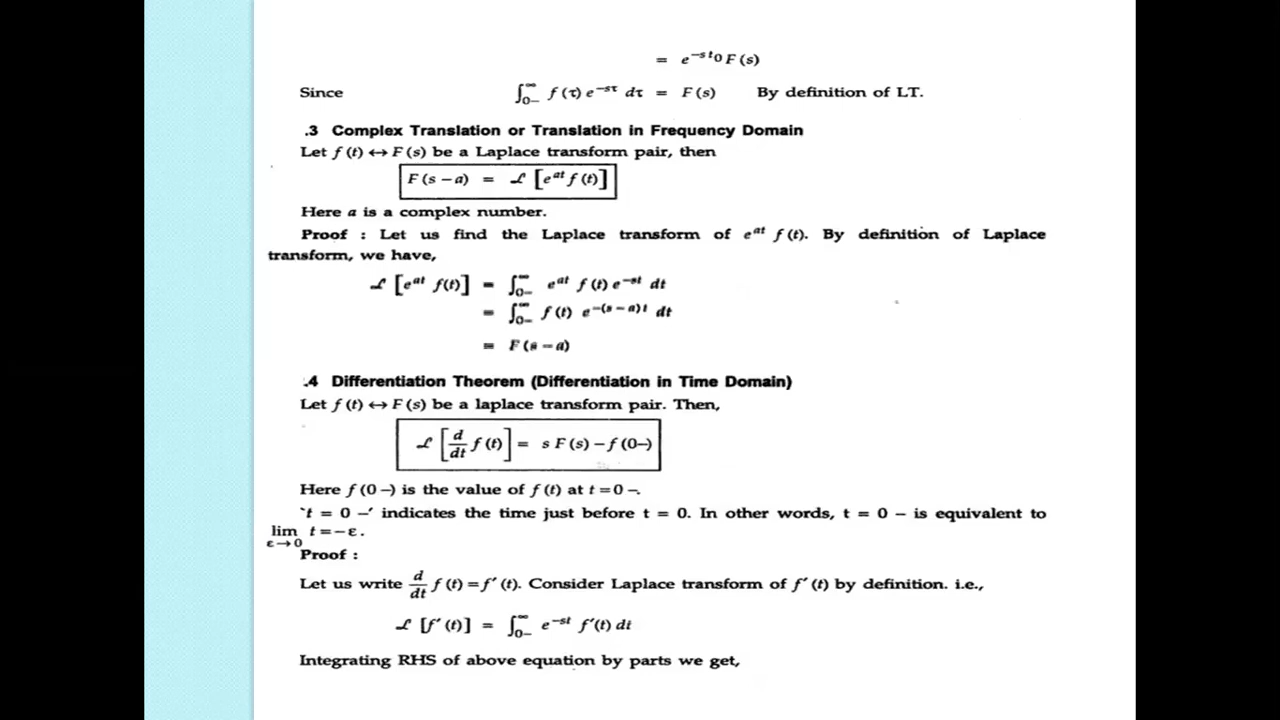 = e^{-s t_0} F (s)
Since ∫_{0-}^{∞} f (τ) e^{-sτ} dτ = F (s) By definition of LT.
.3 Complex Translation or Translation in Frequency Domain
Let f (t) ↔ F (s) be a Laplace transform pair, then
F (s – a) = ℒ [e^{at} f (t)]
Here a is a complex number.
Proof : Let us find the Laplace transform of e^{at} f (t). By definition of Laplace
transform, we have,
ℒ [e^{at} f(t)] = ∫_{0-}^{∞} e^{at} f (t) e^{-st} dt
= ∫_{0-}^{∞} f (t) e^{-(s – a) t} dt
= F (s – a)
.4 Differentiation Theorem (Differentiation in Time Domain)
Let f (t) ↔ F (s) be a laplace transform pair. Then,
ℒ [d/dt f (t)] = s F (s) – f (0–)
Here f (0 –) is the value of f (t) at t = 0 –.
‘t = 0 –’ indicates the time just before t = 0. In other words, t = 0 – is equivalent to
lim_{ε→0} t = – ε.
Proof :
Let us write d/dt f (t) = f′ (t). Consider Laplace transform of f′ (t) by definition. i.e.,
ℒ [f′ (t)] = ∫_{0-}^{∞} e^{-st} f′(t) dt
Integrating RHS of above equation by parts we get,